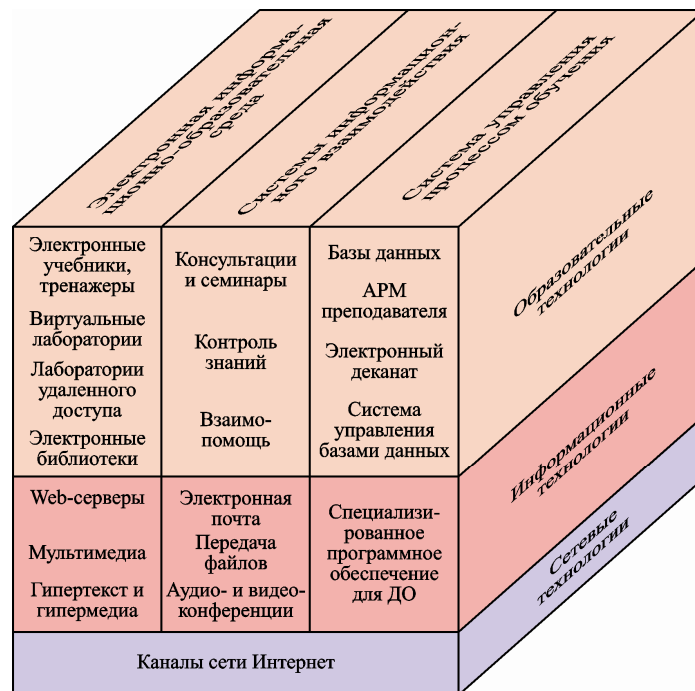 Электронная информа-
ционно-образовательная
среда
Системы информацион-
ного взаимодействия
Система управления
процессом обучения
Электронные
учебники,
тренажеры
Виртуальные
лаборатории
Лаборатории
удаленного
доступа
Электронные
библиотеки
Консультации
и семинары
Контроль
знаний
Взаимо-
помощь
Базы данных
АРМ
преподавателя
Электронный
деканат
Система
управления
базами данных
Образовательные
технологии
Web-серверы
Мультимедиа
Гипертекст и
гипермедиа
Электронная
почта
Передача
файлов
Аудио- и видео-
конференции
Специализи-
рованное
программное
обеспечение
для ДО
Информационные
технологии
Каналы сети Интернет
Сетевые
технологии